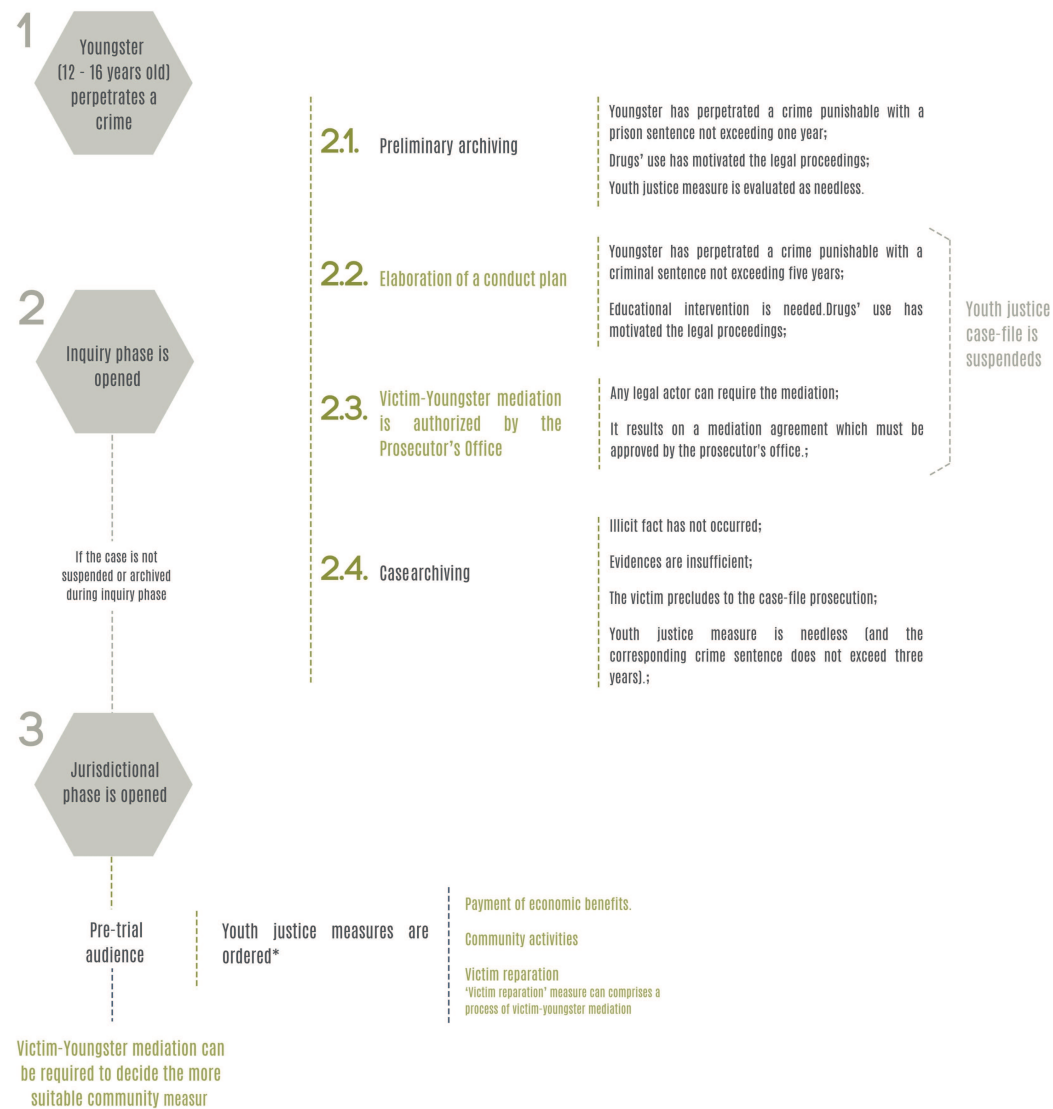 1
Youngster
(12 - 16 years old)
perpetrates a
crime
2.1. Preliminary archiving
Youngster has perpetrated a crime punishable with a
prison sentence not exceeding one year;
Drugs’ use has motivated the legal proceedings;
Youth justice measure is evaluated as needless.
2
Inquiry phase is
opened
2.2. Elaboration of a conduct plan
Youngster has perpetrated a crime punishable with a
criminal sentence not exceeding five years;
Educational intervention is needed.Drugs’ use has
motivated the legal proceedings;
Youth justice
case-file is
suspendeds
2.3. Victim-Youngster mediation
is authorized by the
Prosecutor’s Office
Any legal actor can require the mediation;
It results on a mediation agreement which must be
approved by the prosecutor's office.;
If the case is not
suspended or archived
during inquiry phase
2.4. Case archiving
Illicit fact has not occurred;
Evidences are insufficient;
The victim precludes to the case-file prosecution;
Youth justice measure is needless (and the
corresponding crime sentence does not exceed three
years).;
3
Jurisdictional
phase is opened
Pre-trial
audience
Youth justice measures are
ordered*
Payment of economic benefits.
Community activities
Victim reparation
‘Victim reparation’ measure can comprises a
process of victim-youngster mediation
Victim-Youngster mediation can
be required to decide the more
suitable community measur